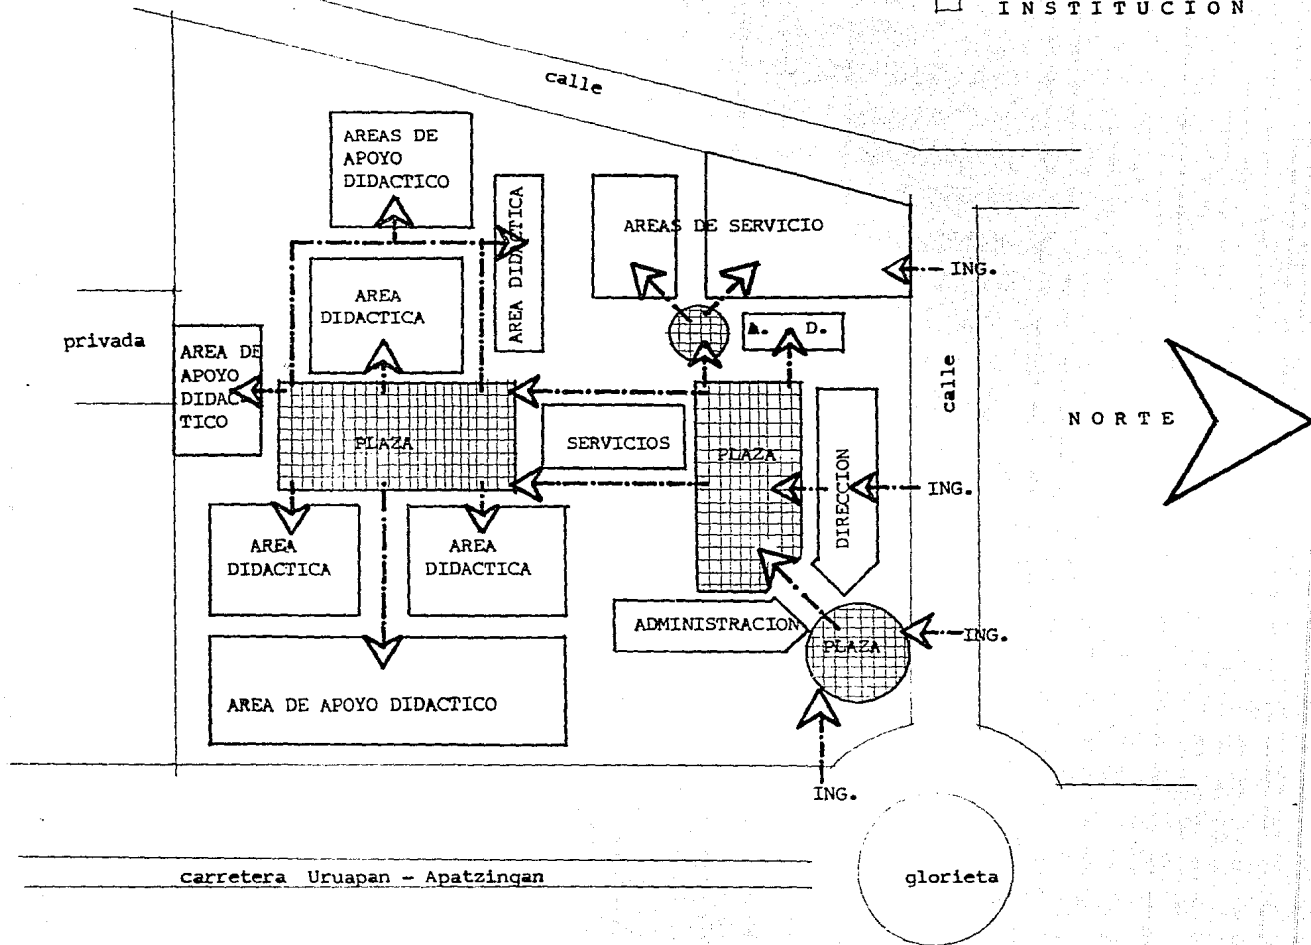 INSTITUCION
calle
AREAS DE
APOYO
DIDACTICO
AREA DIDACTICA
AREAS DE SERVICIO
ING.
AREA
DIDACTICA
A. D.
privada
AREA DE
APOYO
DIDAC
TICO
calle
NORTE
PLAZA
SERVICIOS
PLAZA
DIRECCION
ING.
AREA
DIDACTICA
AREA
DIDACTICA
ADMINISTRACION
PLAZA
ING.
AREA DE APOYO DIDACTICO
ING.
carretera Uruapan - Apatzingan
glorieta